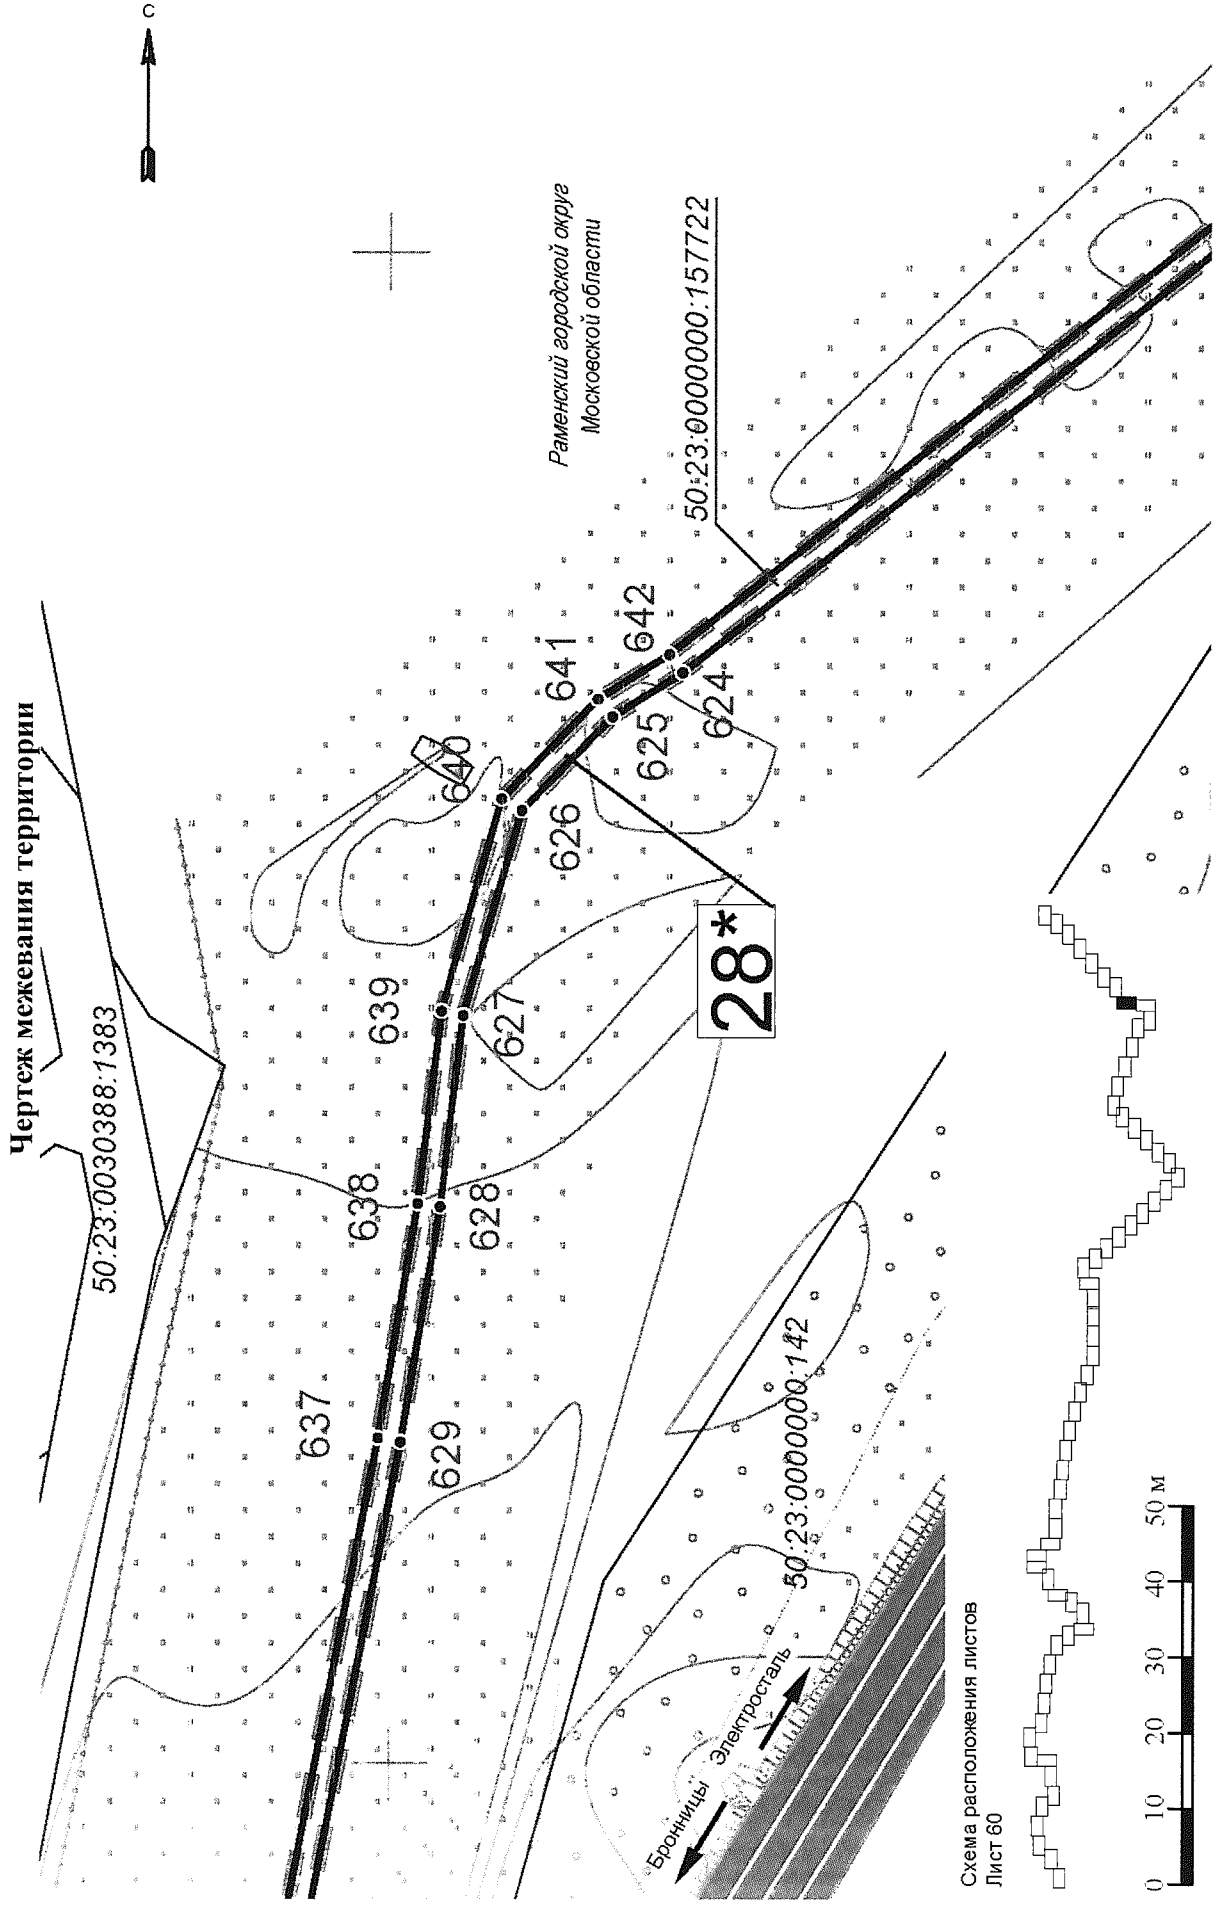 Чертеж межевания территории
С
50:23:0030388:1383
Раменский городской округ
Московской области
50:23:0000000:157722
637
638
639
640
641
642
629
628
627
626
625
624
28*
50:23:0000000:142
Бронницы
Электросталь
Схема расположения листов
Лист 60
0 10 20 30 40 50 м